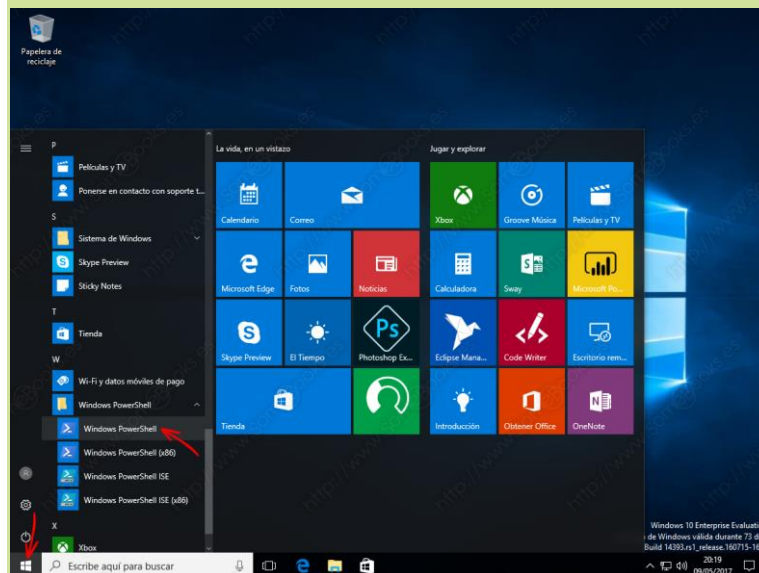 Papelera de
reciclaje
P
Películas y TV
Ponerse en contacto con soporte t...
S
Sistema de Windows
Skype Preview
Sticky Notes
T
Tienda
W
Wi-Fi y datos móviles de pago
Windows PowerShell
Windows PowerShell
Windows PowerShell (x86)
Windows PowerShell ISE
Windows PowerShell ISE (x86)
X
Xbox
La vida, en un vistazo
Calendario
Correo
Microsoft Edge
Fotos
Noticias
Skype Preview
El Tiempo
Ps
Photoshop Ex...
Tienda
Jugar y explorar
Xbox
Groove Música
Películas y TV
Calculadora
Sway
Microsoft Po...
Eclipse Mana...
Code Writer
Escritorio rem...
Introducción
Obtener Office
OneNote
Windows 10 Enterprise Evaluati
de Windows válida durante 73 d
Build 14393.rs1_release.160715-16
Escribe aquí para buscar
20:19
09/05/2017